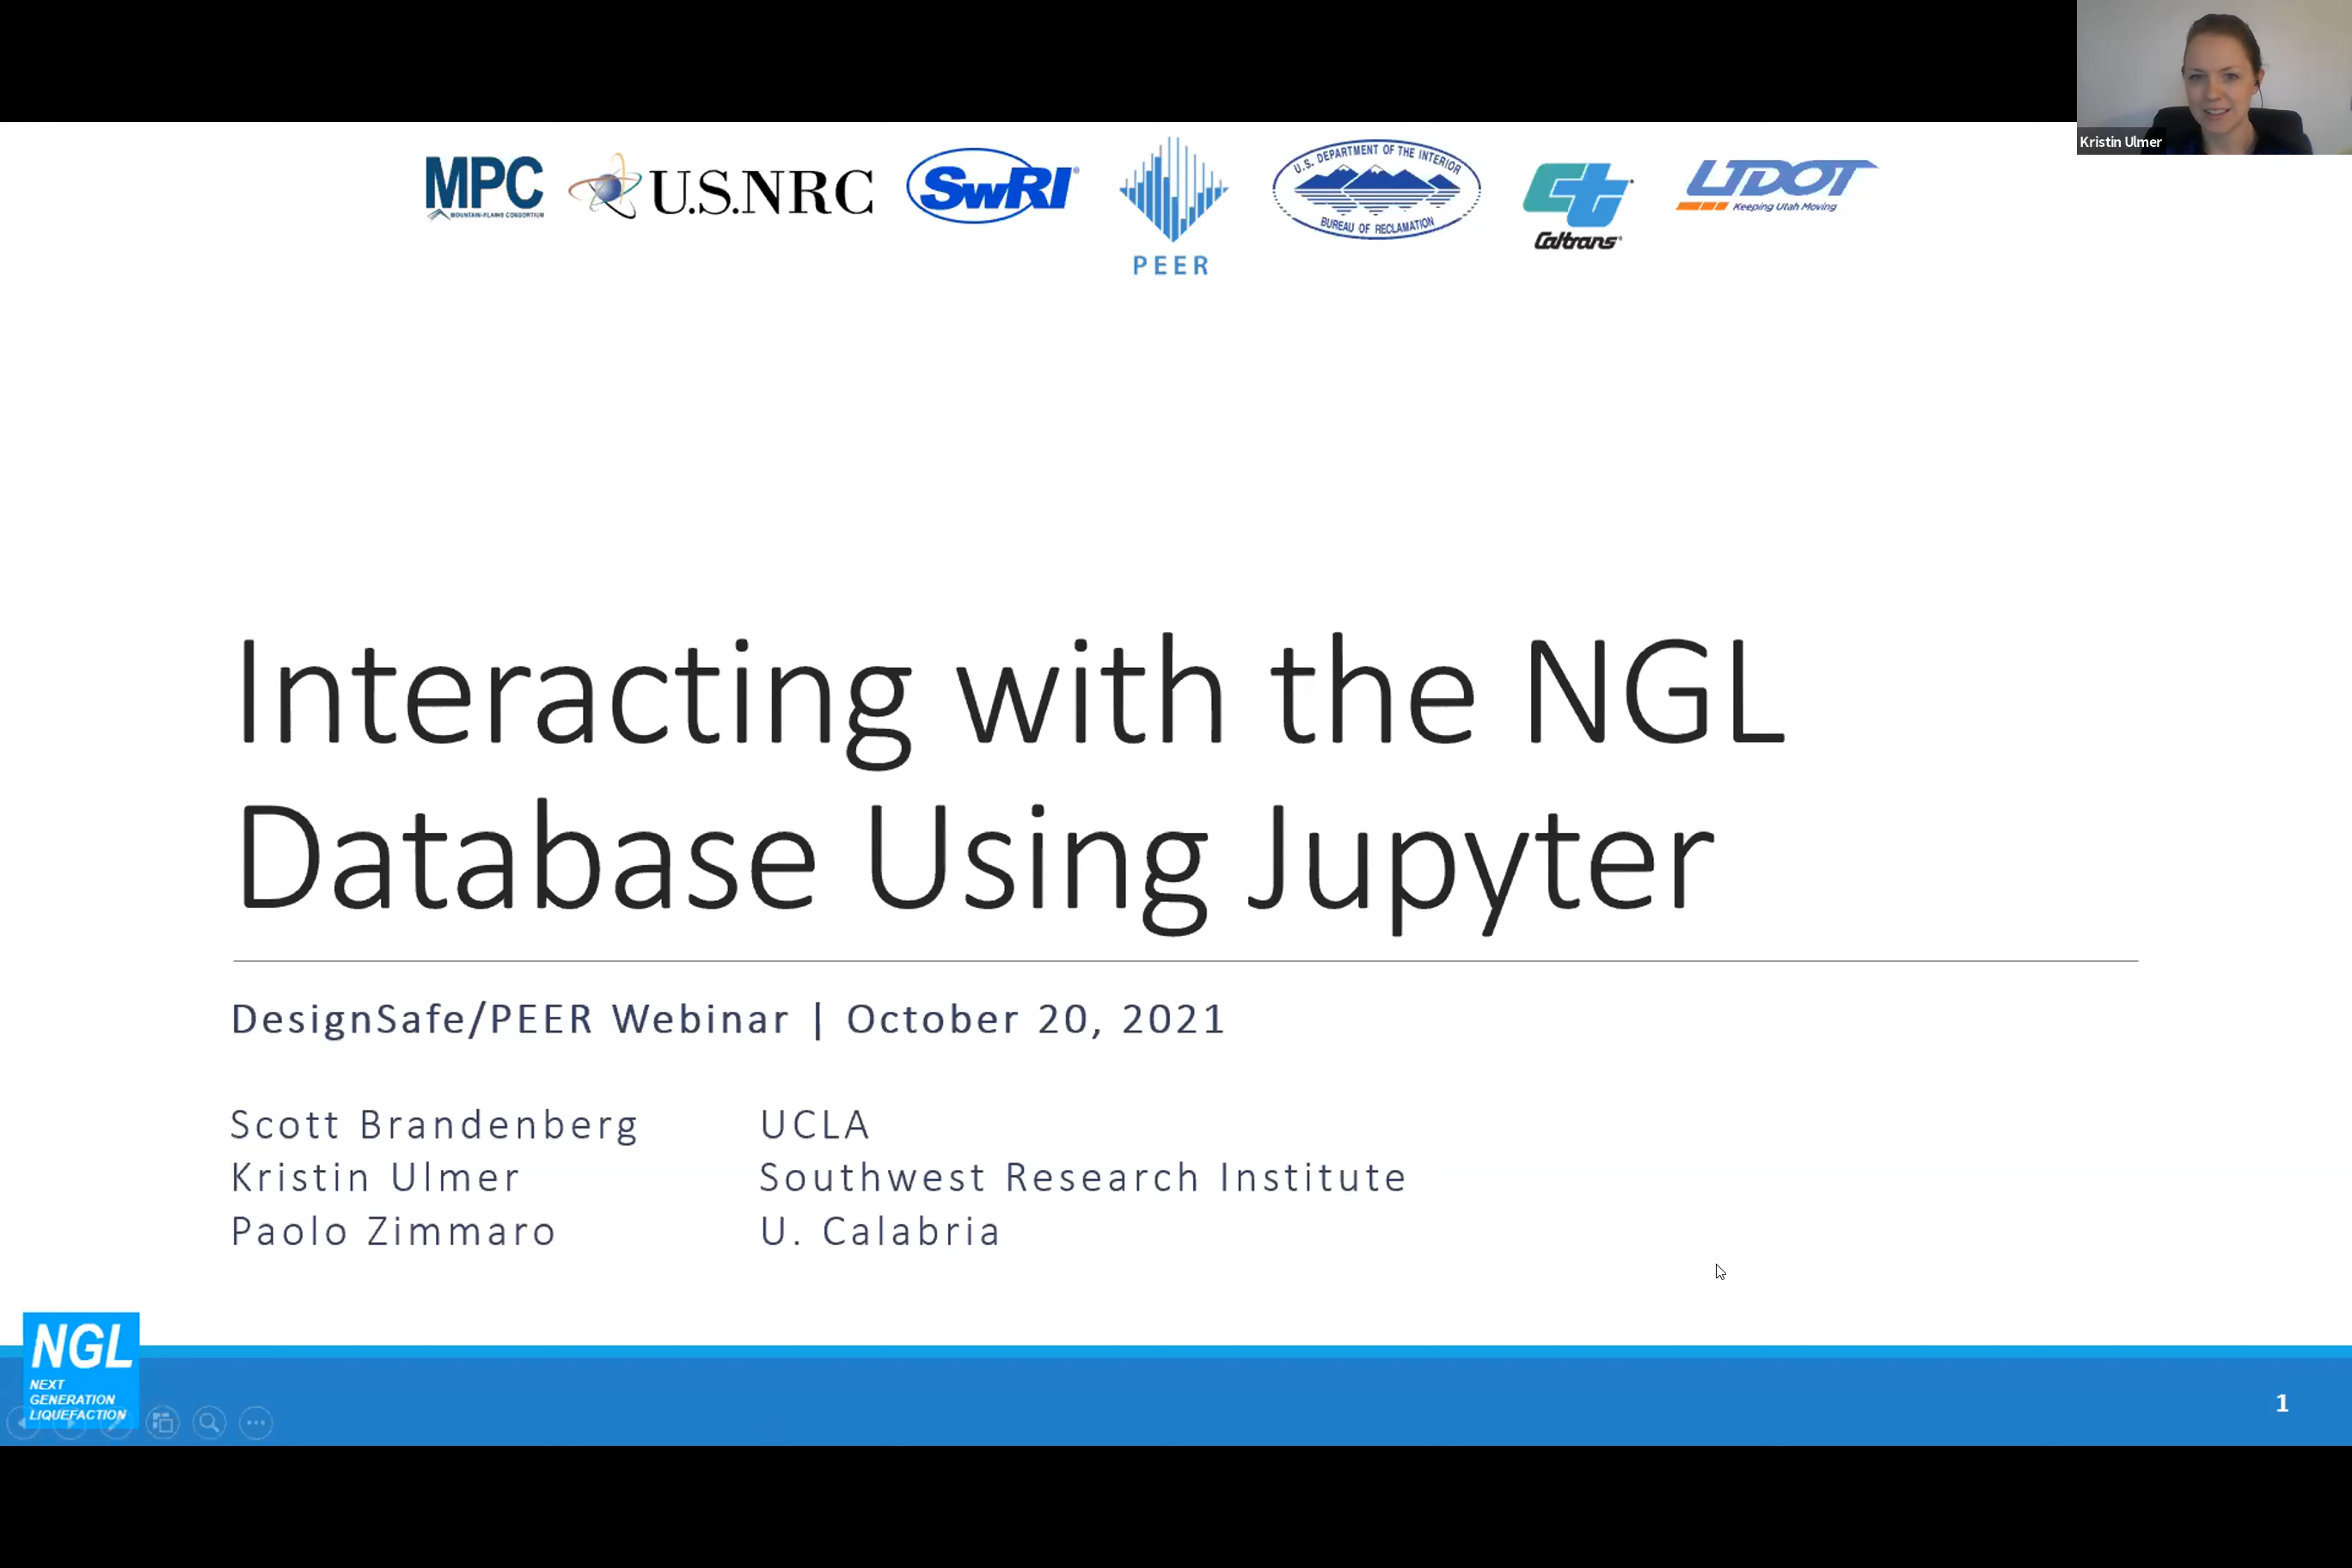 Kristin Ulmer
MPC
MOUNTAIN-PLAINS CONSORTIUM
U.S.NRC
SwRI®
PEER
U.S. DEPARTMENT OF THE INTERIOR
BUREAU OF RECLAMATION
Ct
Caltrans®
UDOT
Keeping Utah Moving
Interacting with the NGL
Database Using Jupyter
DesignSafe/PEER Webinar | October 20, 2021
Scott Brandenberg UCLA
Kristin Ulmer Southwest Research Institute
Paolo Zimmaro U. Calabria
NGL
NEXT
GENERATION
LIQUEFACTION
1